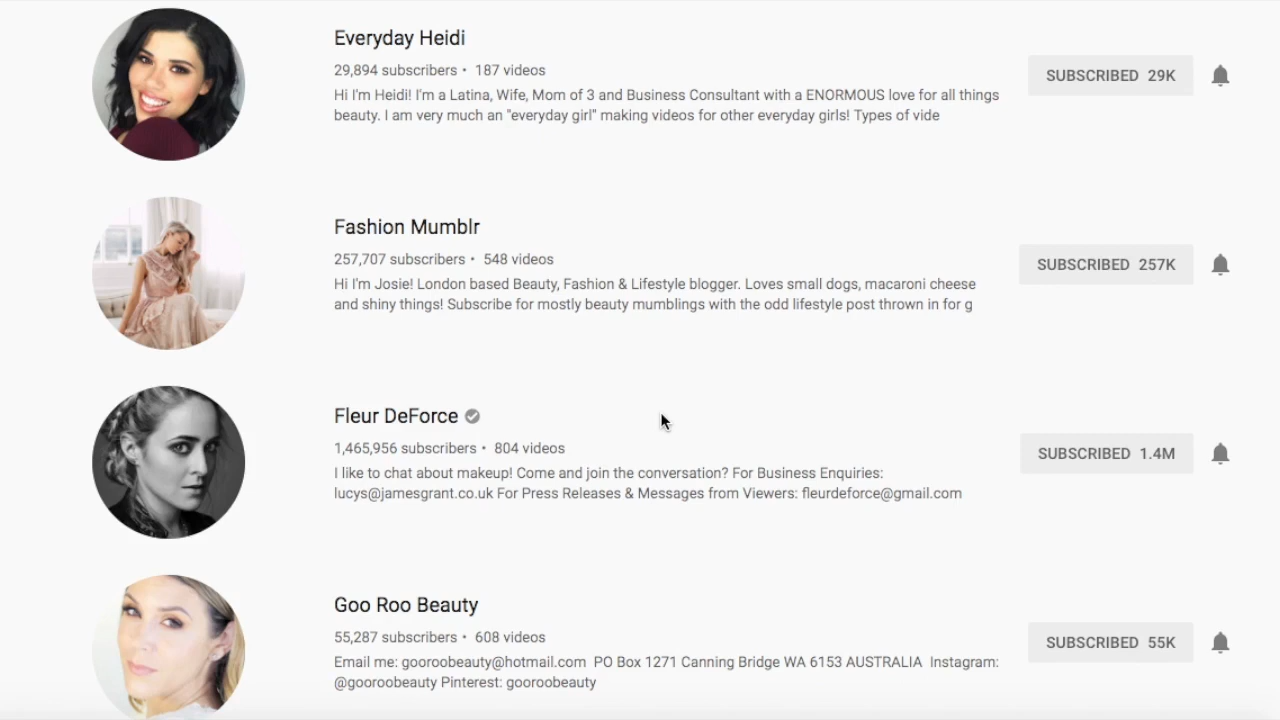 Everyday Heidi
29,894 subscribers • 187 videos
SUBSCRIBED 29K
Hi I'm Heidi! I'm a Latina, Wife, Mom of 3 and Business Consultant with a ENORMOUS love for all things
beauty. I am very much an "everyday girl" making videos for other everyday girls! Types of vide
Fashion Mumblr
257,707 subscribers • 548 videos
SUBSCRIBED 257K
Hi I'm Josie! London based Beauty, Fashion & Lifestyle blogger. Loves small dogs, macaroni cheese
and shiny things! Subscribe for mostly beauty mumblings with the odd lifestyle post thrown in for g
Fleur DeForce
1,465,956 subscribers • 804 videos
SUBSCRIBED 1.4M
I like to chat about makeup! Come and join the conversation? For Business Enquiries:
lucys@jamesgrant.co.uk For Press Releases & Messages from Viewers: fleurdeforce@gmail.com
Goo Roo Beauty
55,287 subscribers • 608 videos
SUBSCRIBED 55K
Email me: gooroobeauty@hotmail.com PO Box 1271 Canning Bridge WA 6153 AUSTRALIA Instagram:
@gooroobeauty Pinterest: gooroobeauty